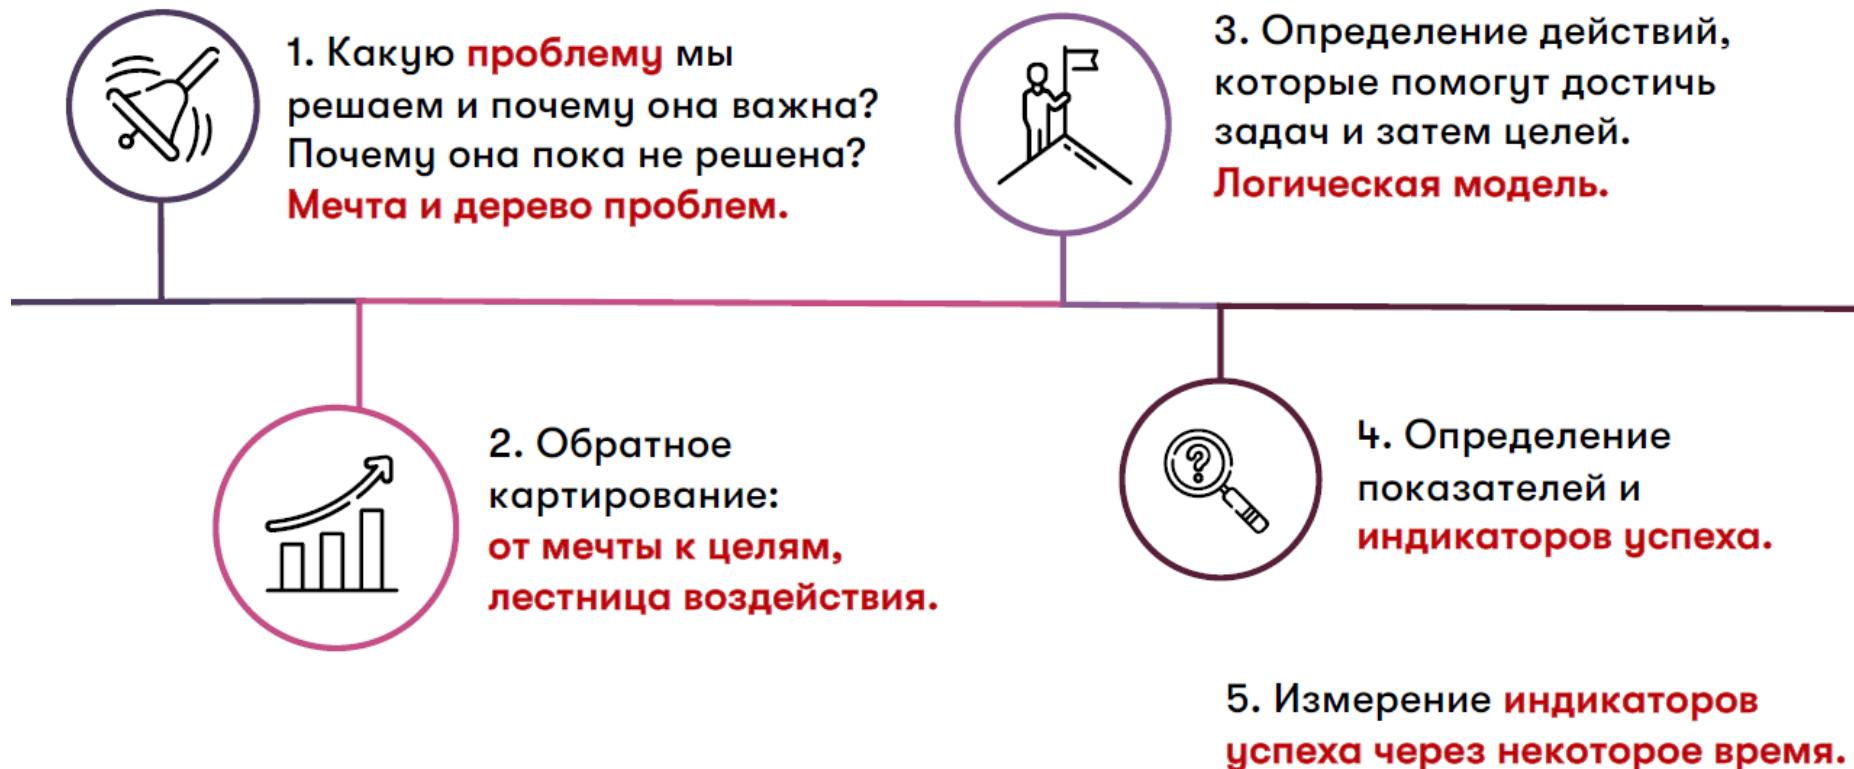 1. Какую проблему мы
решаем и почему она важна?
Почему она пока не решена?
Мечта и дерево проблем.
2. Обратное
картирование:
от мечты к целям,
лестница воздействия.
3. Определение действий,
которые помогут достичь
задач и затем целей.
Логическая модель.
4. Определение
показателей и
индикаторов успеха.
5. Измерение индикаторов
успеха через некоторое время.